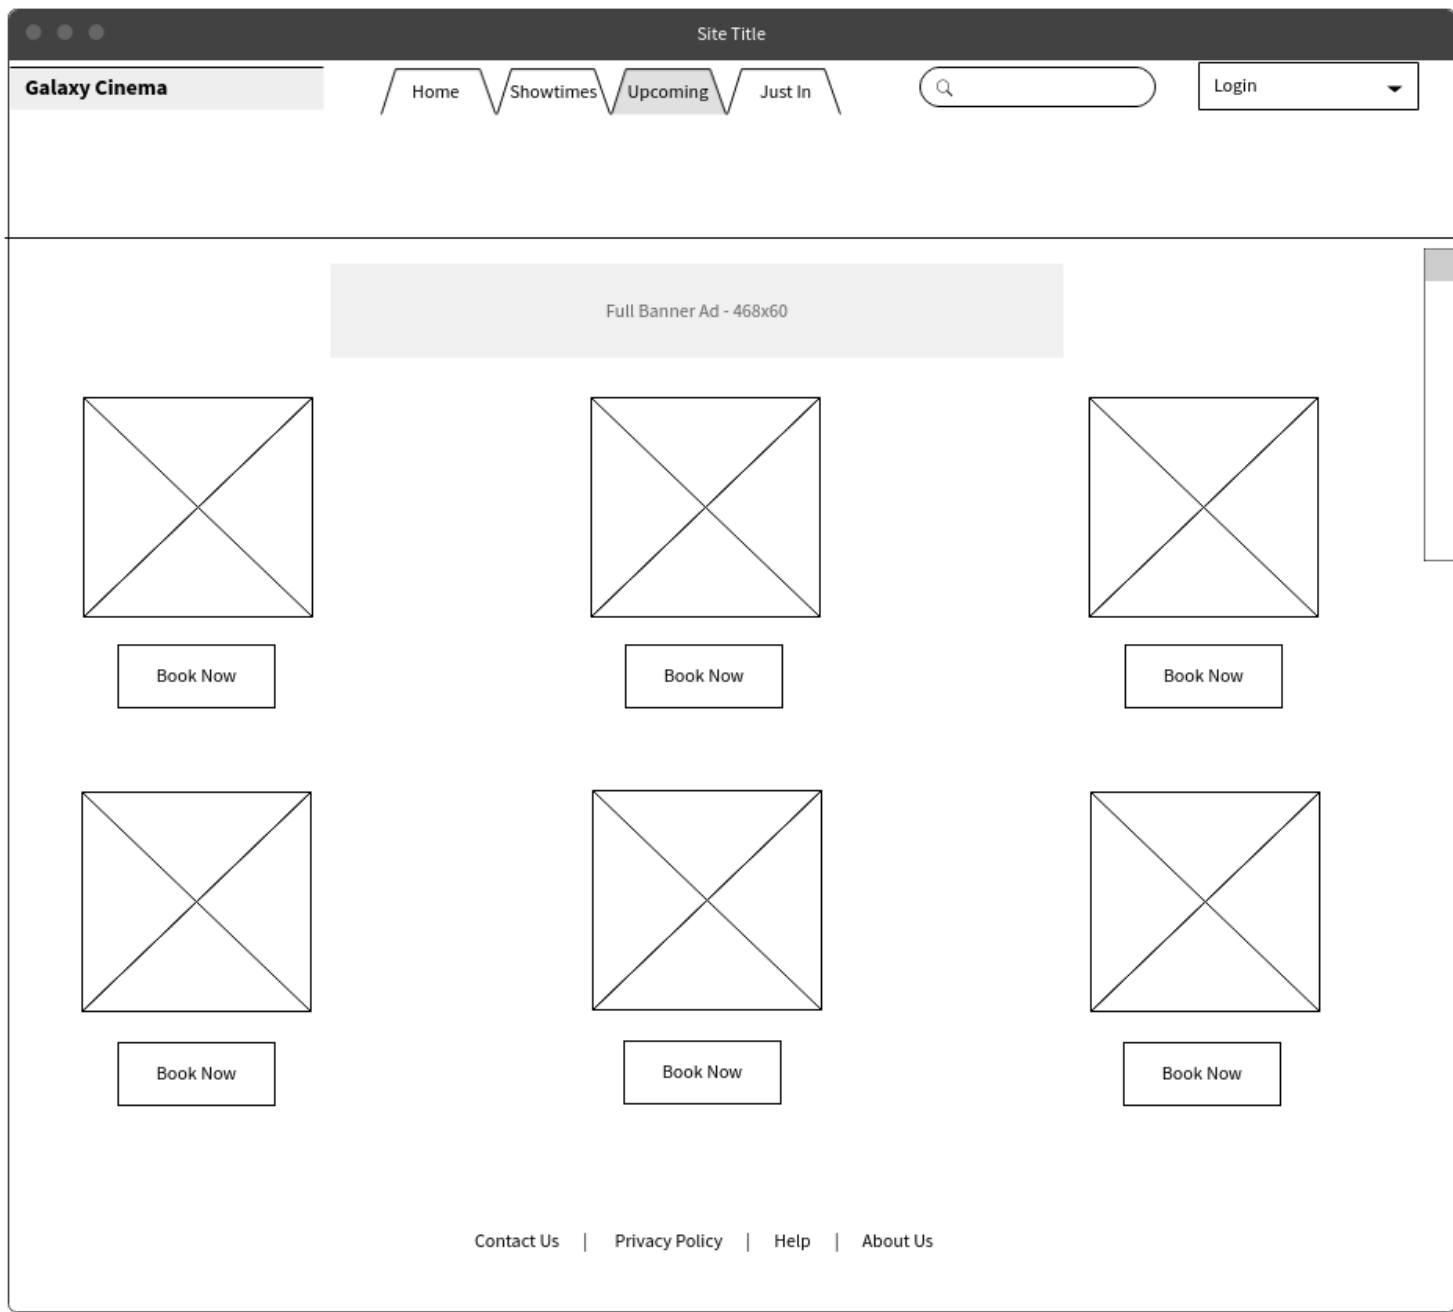 Site Title
Galaxy Cinema
Home Showtimes Upcoming Just In
Login
Full Banner Ad - 468x60
Book Now Book Now Book Now
Book Now Book Now Book Now
Contact Us | Privacy Policy | Help | About Us